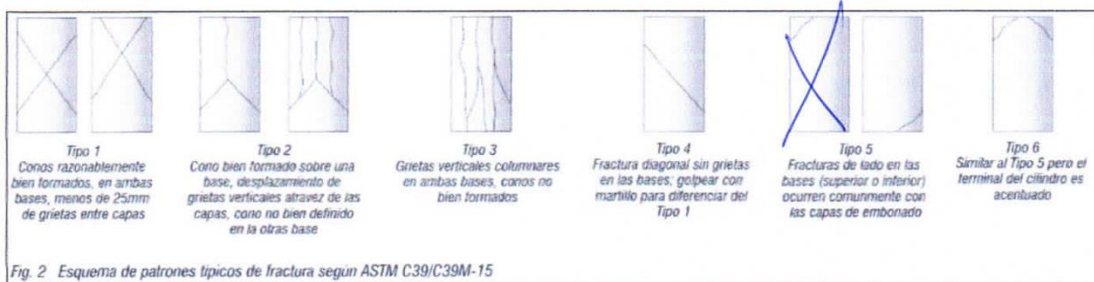 Tipo 1
Conos razonablemente
bien formados, en ambas
bases, menos de 25mm
de grietas entre capas
Tipo 2
Cono bien formado sobre una
base, desplazamiento de
grietas verticales atravez de las
capas, cono no bien definido
en la otras base
Tipo 3
Grietas verticales columnares
en ambas bases, conos no
bien formados
Tipo 4
Fractura diagonal sin grietas
en las bases; golpear con
martillo para diferenciar del
Tipo 1
Tipo 5
Fracturas de lado en las
bases (superior o inferior)
ocurren comunmente con
las capas de embonado
Tipo 6
Similar al Tipo 5 pero el
terminal del cilindro es
acentuado
Fig. 2 Esquema de patrones tipicos de fractura según ASTM C39/C39M-15